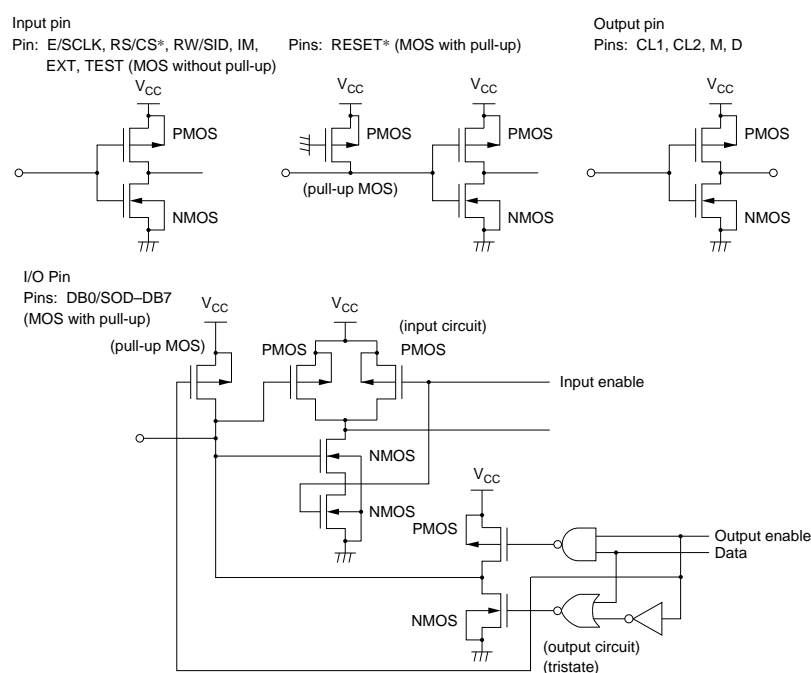 Input pin
Pin: E/SCLK, RS/CS*, RW/SID, IM,
EXT, TEST (MOS without pull-up)
Pins: RESET* (MOS with pull-up)
Output pin
Pins: CL1, CL2, M, D
VCC
PMOS
NMOS
VCC
PMOS
(pull-up MOS)
VCC
PMOS
NMOS
VCC
PMOS
NMOS
I/O Pin
Pins: DB0/SOD–DB7
(MOS with pull-up)
VCC
(pull-up MOS)
VCC
(input circuit)
PMOS
PMOS
Input enable
NMOS
NMOS
VCC
PMOS
Output enable
Data
NMOS
(output circuit)
(tristate)